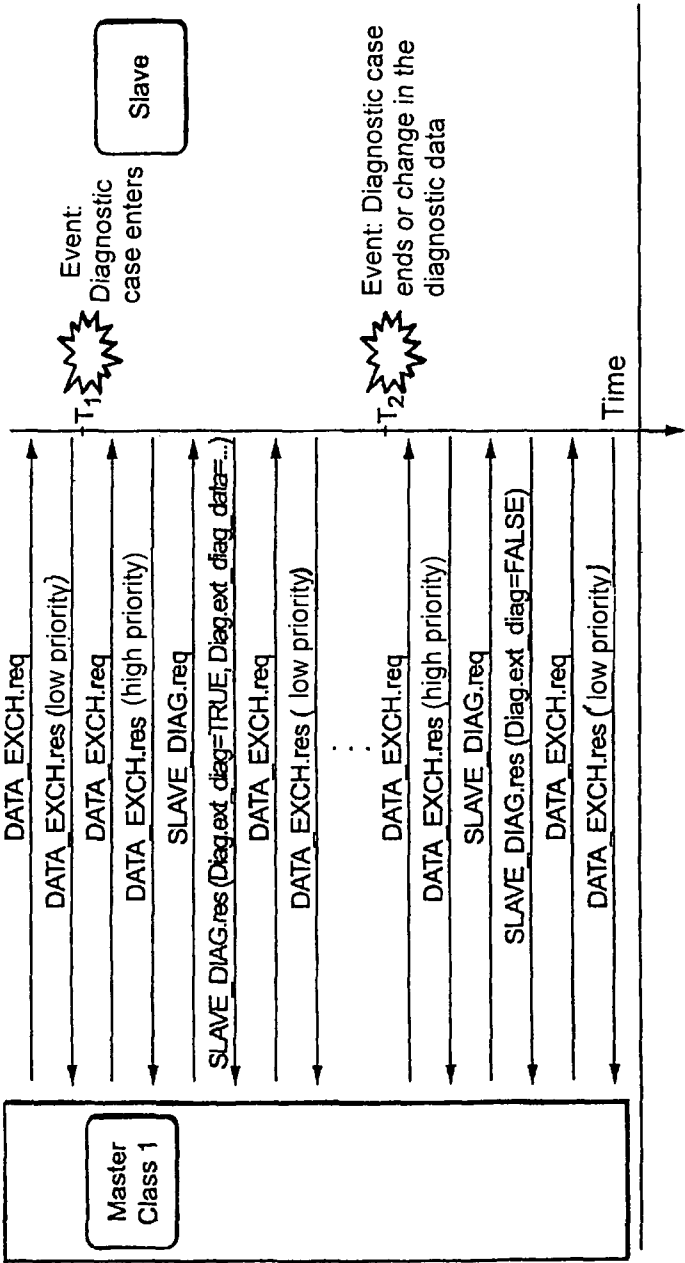 Master
Class 1
Slave
DATA_EXCH.req
DATA_EXCH.res (low priority)
T1
Event:
Diagnostic
case enters
DATA_EXCH.req
DATA_EXCH.res (high priority)
SLAVE_DIAG.req
SLAVE_DIAG.res (Diag.ext_diag=TRUE, Diag.ext_diag_data=...)
DATA_EXCH.req
DATA_EXCH.res ( low priority)
. . .
T2
Event: Diagnostic case
ends or change in the
diagnostic data
DATA_EXCH.req
DATA_EXCH.res (high priority)
SLAVE_DIAG.req
SLAVE_DIAG.res (Diag.ext_diag=FALSE)
DATA_EXCH.req
DATA_EXCH.res ( low priority)
Time